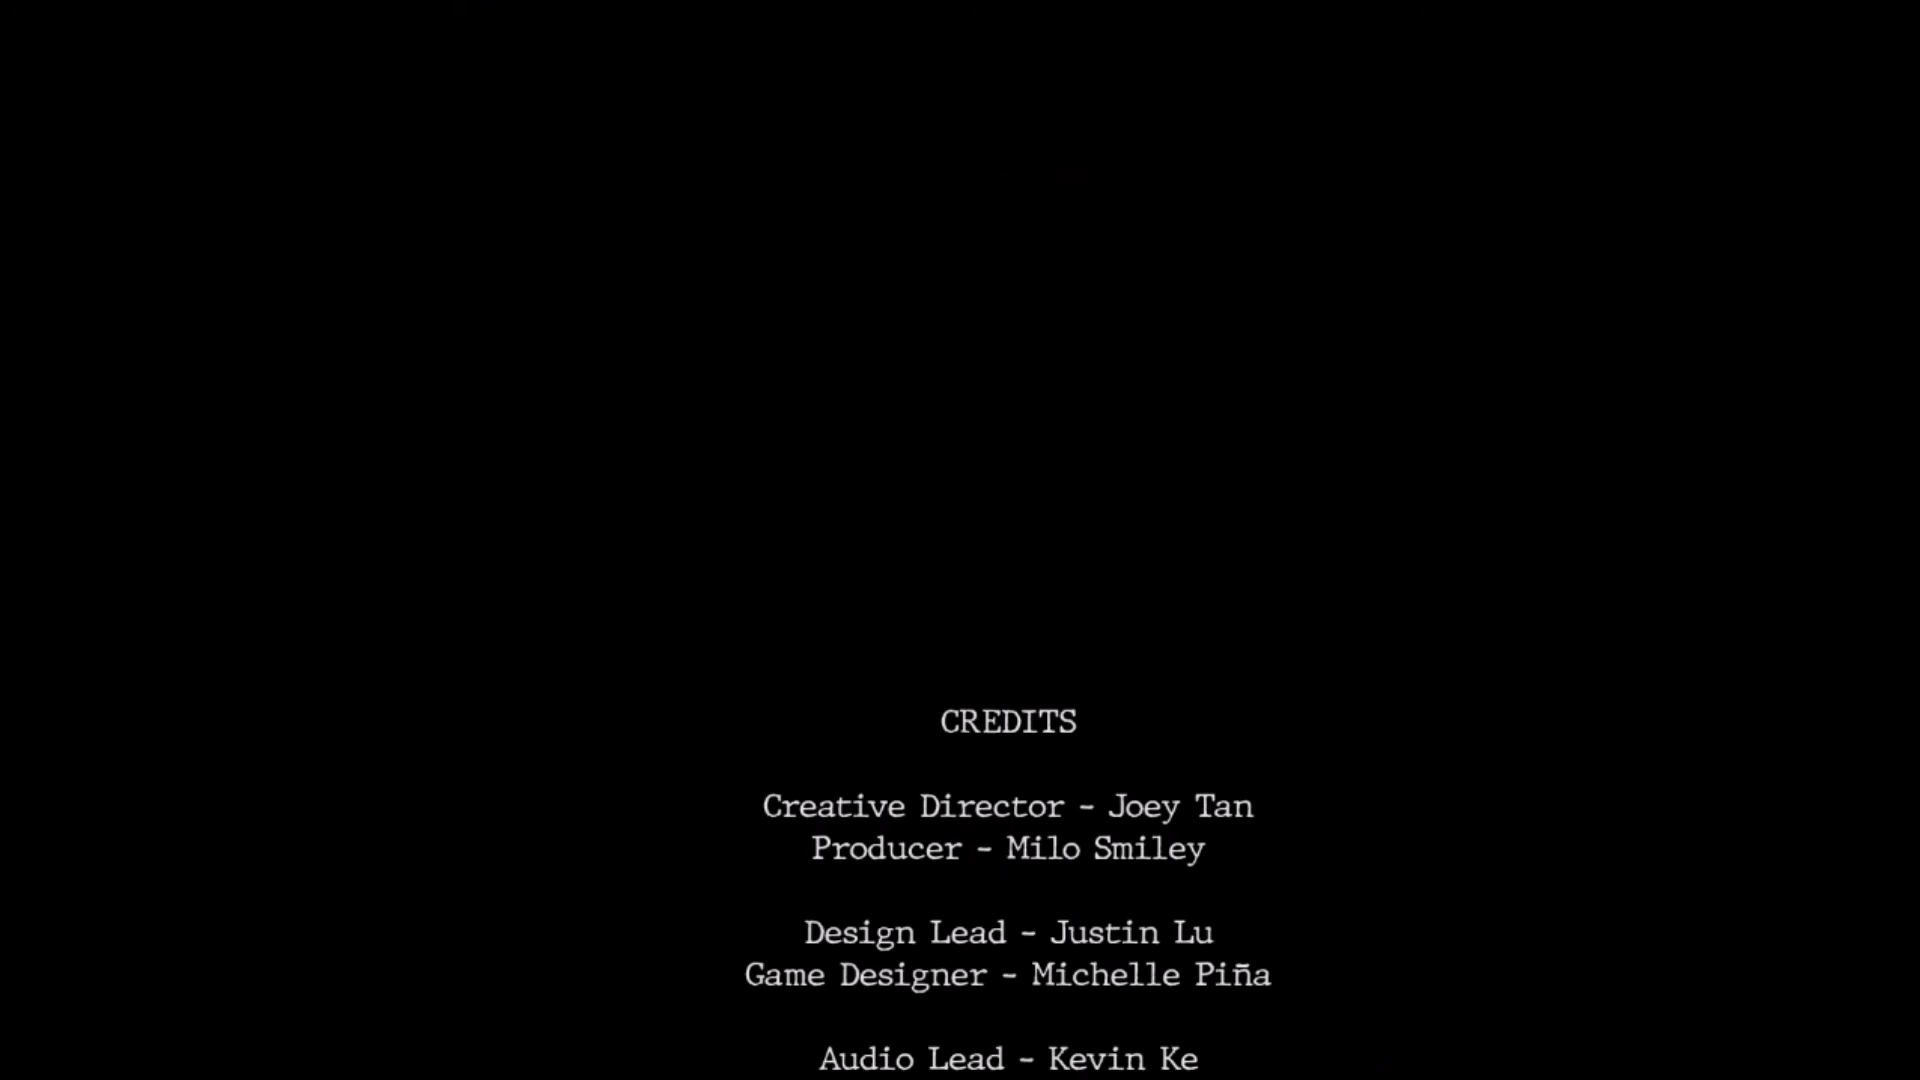 CREDITS
Creative Director - Joey Tan
Producer - Milo Smiley
Design Lead - Justin Lu
Game Designer - Michelle Piña
Audio Lead - Kevin Ke